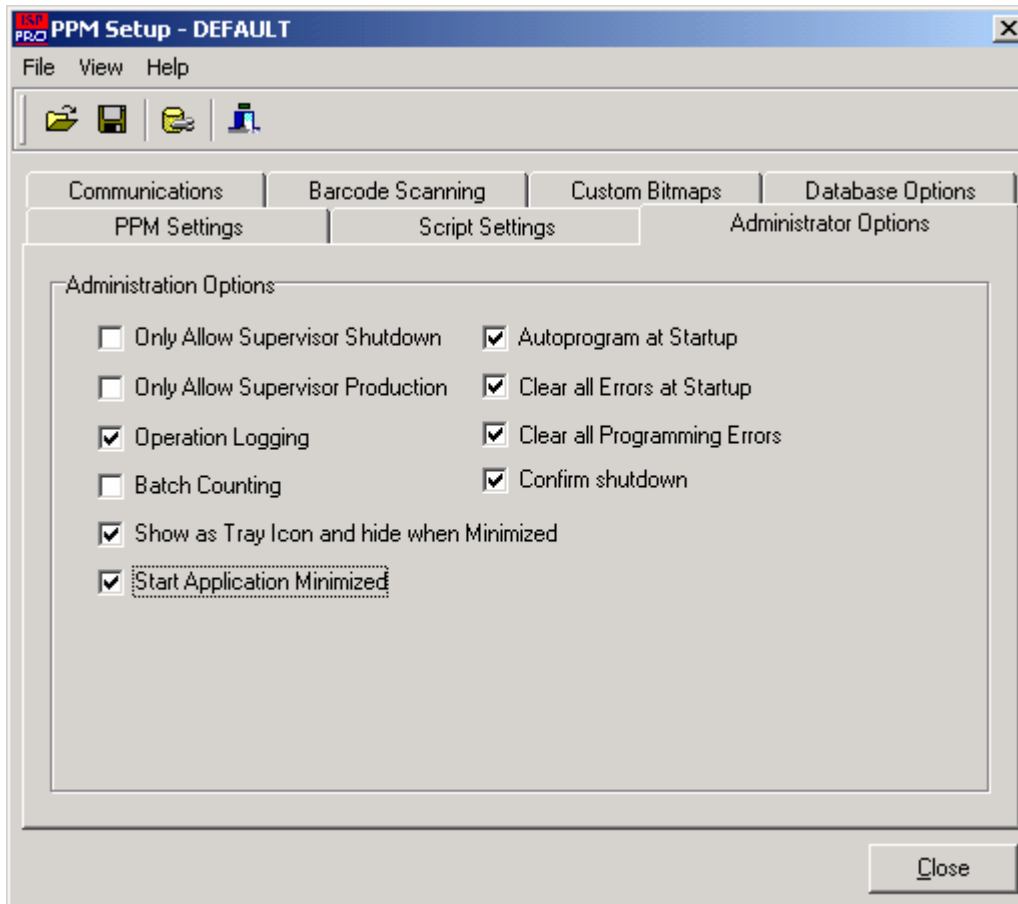 ISP
PRO PPM Setup - DEFAULT
File View Help
Communications Barcode Scanning Custom Bitmaps Database Options
PPM Settings Script Settings Administrator Options
Administration Options
Only Allow Supervisor Shutdown Autoprogram at Startup
Only Allow Supervisor Production Clear all Errors at Startup
Operation Logging Clear all Programming Errors
Batch Counting Confirm shutdown
Show as Tray Icon and hide when Minimized
Start Application Minimized
Close